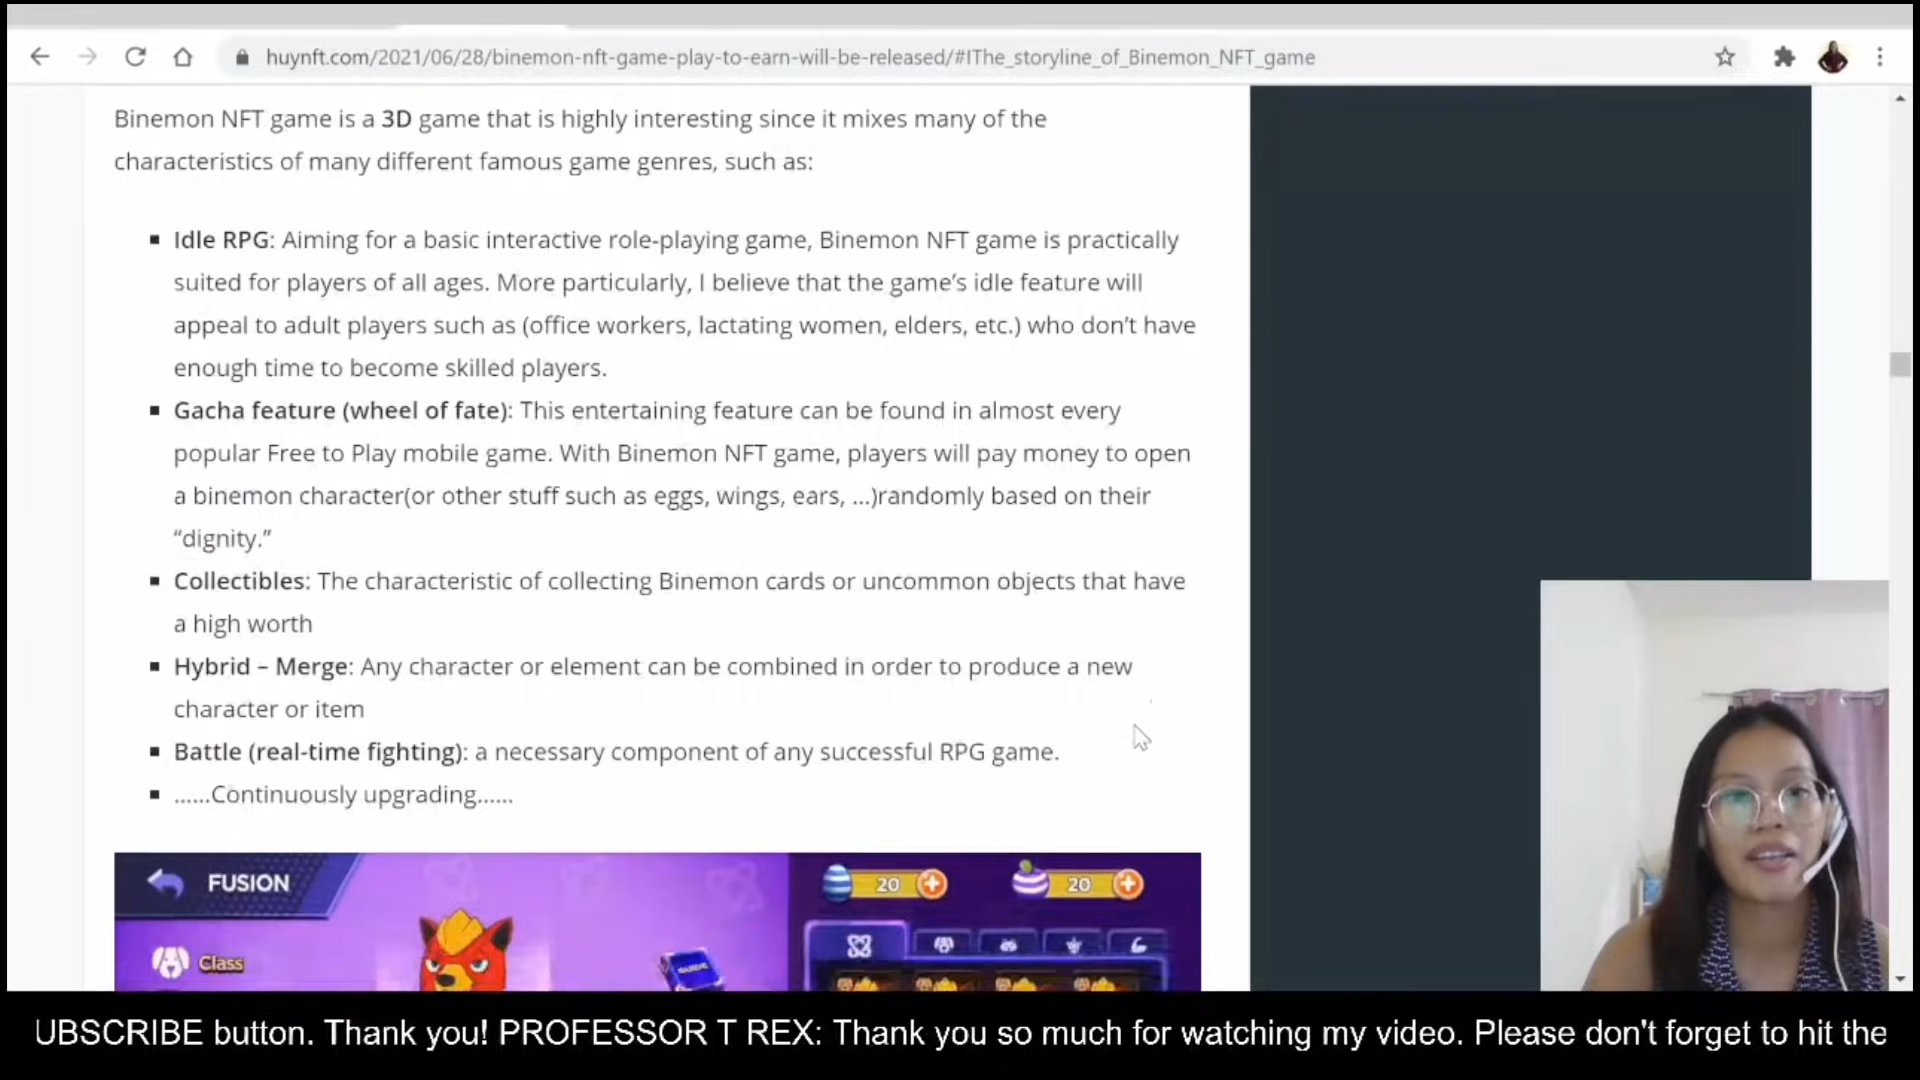 huynft.com/2021/06/28/binemon-nft-game-play-to-earn-will-be-released/#IThe_storyline_of_Binemon_NFT_game
Binemon NFT game is a 3D game that is highly interesting since it mixes many of the
characteristics of many different famous game genres, such as:
Idle RPG: Aiming for a basic interactive role-playing game, Binemon NFT game is practically
suited for players of all ages. More particularly, I believe that the game's idle feature will
appeal to adult players such as (office workers, lactating women, elders, etc.) who don't have
enough time to become skilled players.
Gacha feature (wheel of fate): This entertaining feature can be found in almost every
popular Free to Play mobile game. With Binemon NFT game, players will pay money to open
a binemon character(or other stuff such as eggs, wings, ears, ...)randomly based on their
“dignity.”
Collectibles: The characteristic of collecting Binemon cards or uncommon objects that have
a high worth
Hybrid – Merge: Any character or element can be combined in order to produce a new
character or item
Battle (real-time fighting): a necessary component of any successful RPG game.
......Continuously upgrading......
FUSION 20 20
Class
UBSCRIBE button. Thank you! PROFESSOR T REX: Thank you so much for watching my video. Please don't forget to hit the